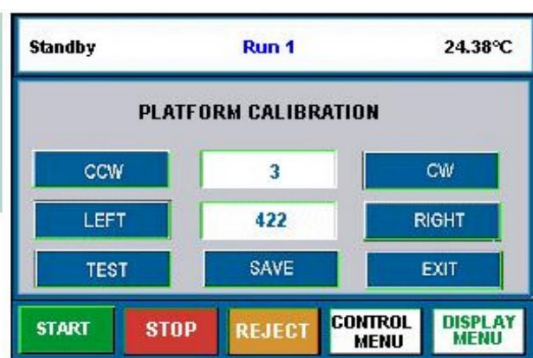 Standby Run 1 24.38°C
PLATFORM CALIBRATION
CCW 3 CW
LEFT 422 RIGHT
TEST SAVE EXIT
START STOP REJECT CONTROL MENU DISPLAY MENU